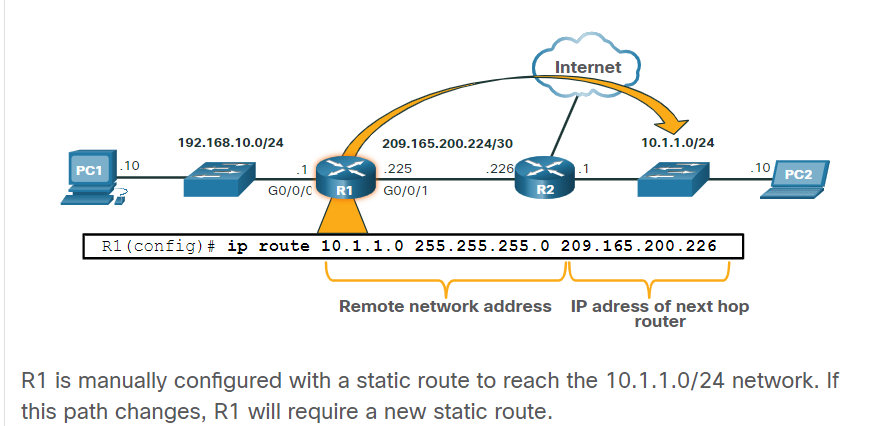 Internet
192.168.10.0/24
209.165.200.224/30
10.1.1.0/24
PC1
.10
.1
G0/0/0
R1
.225
G0/0/1
.226
R2
.1
.10
PC2
R1(config)# ip route 10.1.1.0 255.255.255.0 209.165.200.226
Remote network address
IP adress of next hop
router
R1 is manually configured with a static route to reach the 10.1.1.0/24 network. If
this path changes, R1 will require a new static route.